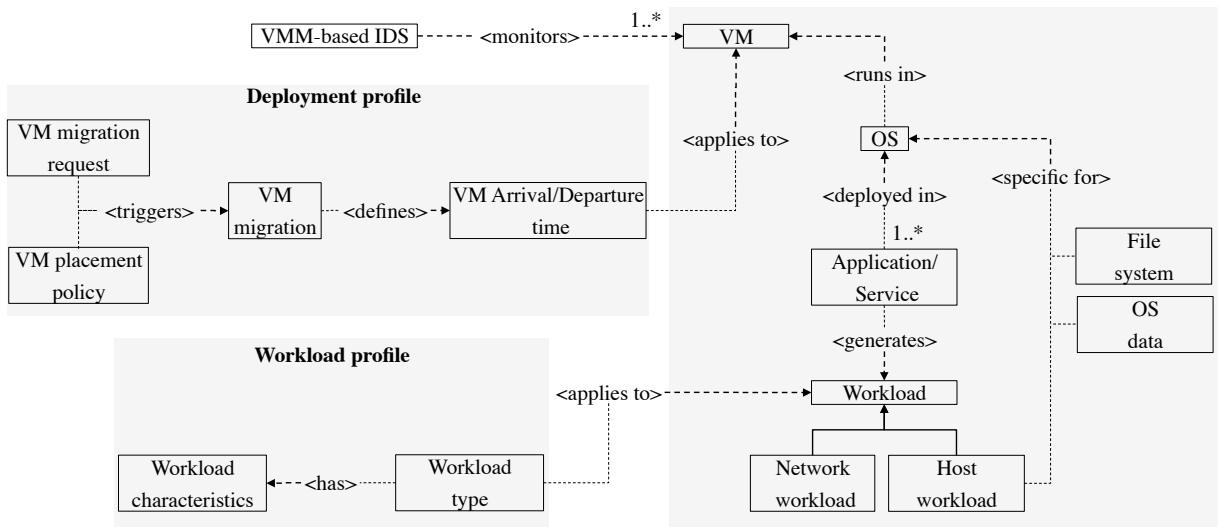 1..*
VMM-based IDS
<monitors>
VM
<runs in>
Deployment profile
VM migration
request
<applies to>
OS
<triggers>
VM
migration
<defines>
VM Arrival/Departure
time
<deployed in>
<specific for>
1..*
VM placement
policy
Application/
Service
File
system
OS
data
<generates>
Workload profile
<applies to>
Workload
Workload
characteristics
<has>
Workload
type
Network
workload
Host
workload